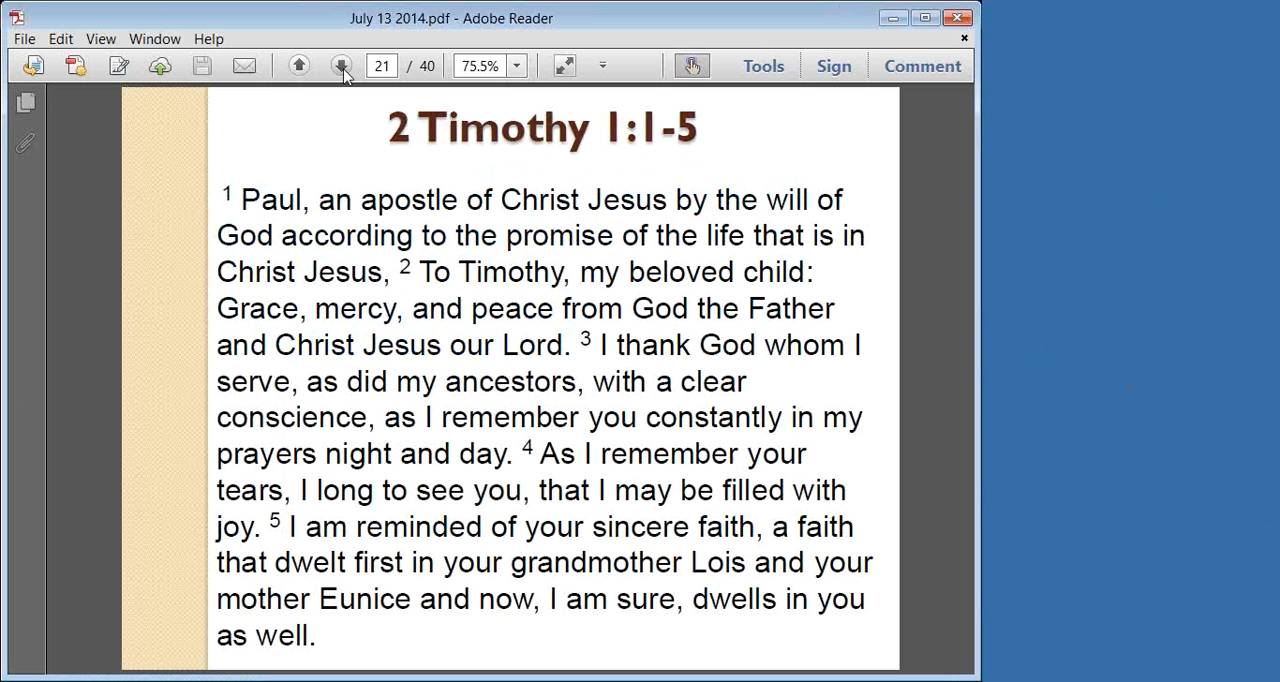 July 13 2014.pdf - Adobe Reader
File Edit View Window Help
21 / 40 75.5% Tools Sign Comment
2 Timothy 1:1-5
1 Paul, an apostle of Christ Jesus by the will of
God according to the promise of the life that is in
Christ Jesus, 2 To Timothy, my beloved child:
Grace, mercy, and peace from God the Father
and Christ Jesus our Lord. 3 I thank God whom I
serve, as did my ancestors, with a clear
conscience, as I remember you constantly in my
prayers night and day. 4 As I remember your
tears, I long to see you, that I may be filled with
joy. 5 I am reminded of your sincere faith, a faith
that dwelt first in your grandmother Lois and your
mother Eunice and now, I am sure, dwells in you
as well.